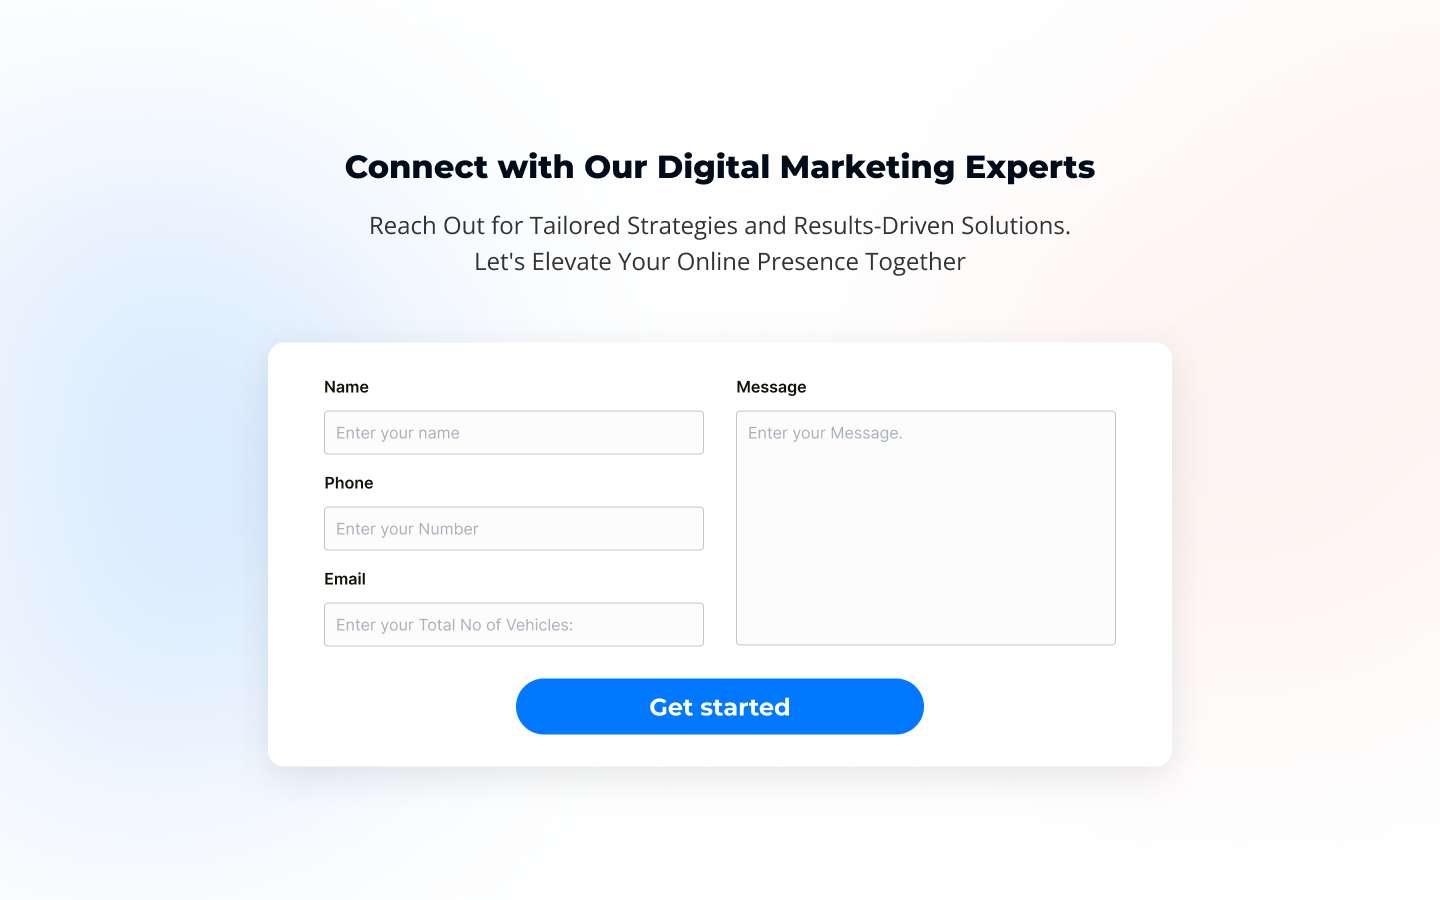 Connect with Our Digital Marketing Experts
Reach Out for Tailored Strategies and Results-Driven Solutions.
Let's Elevate Your Online Presence Together
Name
Enter your name
Phone
Enter your Number
Email
Enter your Total No of Vehicles:
Message
Enter your Message.
Get started